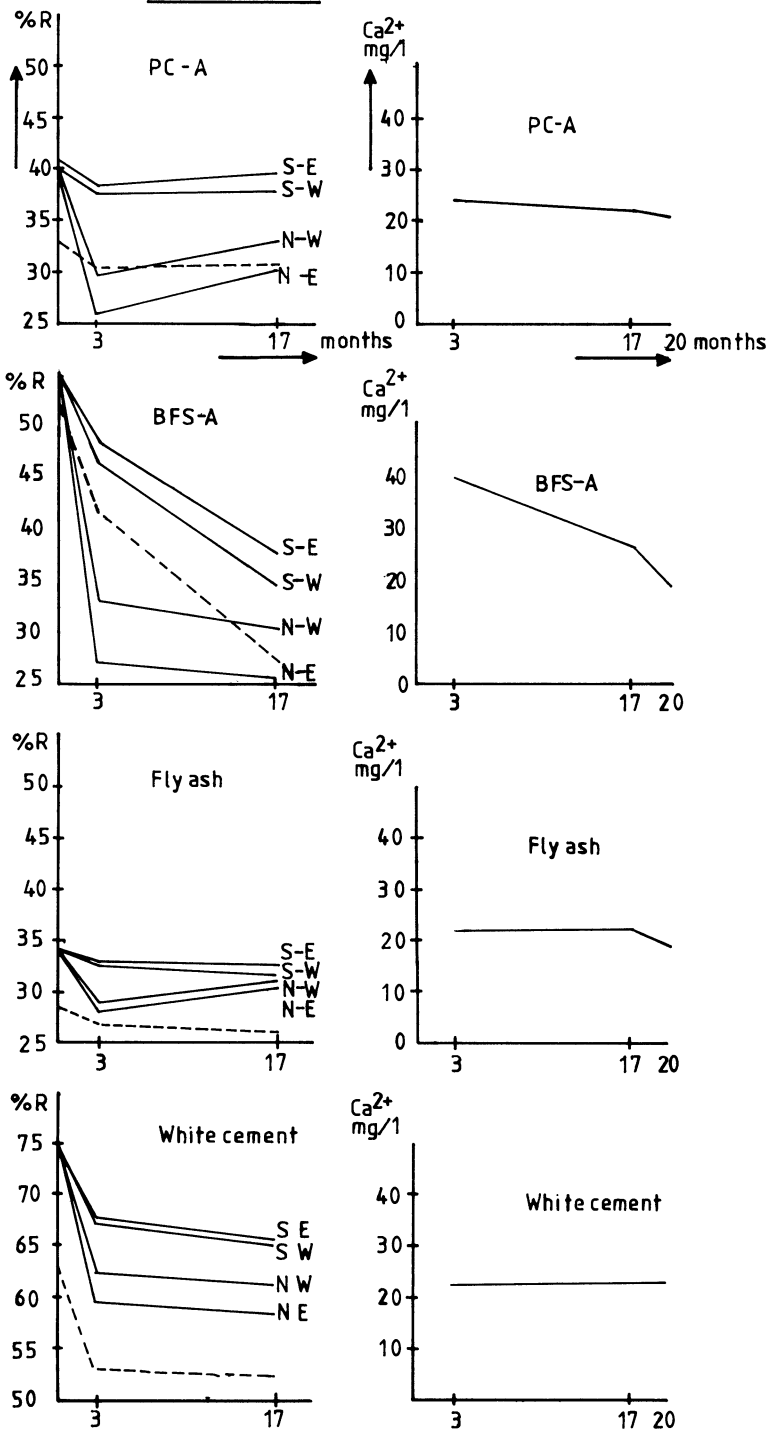 %R
50
45
40
35
30
25
PC-A
S-E
S-W
N-W
N-E
3 17
months
Ca2+
mg/l
40
30
20
10
0
PC-A
3 17 20 months
%R
50
45
40
35
30
25
BFS-A
S-E
S-W
N-W
N-E
3 17
Ca2+
mg/1
40
30
20
10
0
BFS-A
3 17 20
%R
50
45
40
35
30
25
Fly ash
S-E
S-W
N-W
N-E
3 17
Ca2+
mg/1
40
30
20
10
0
Fly ash
3 17 20
%R
75
70
65
60
55
50
White cement
S E
S W
N W
N E
3 17
Ca2+
mg/1
40
30
20
10
White cement
3 17 20